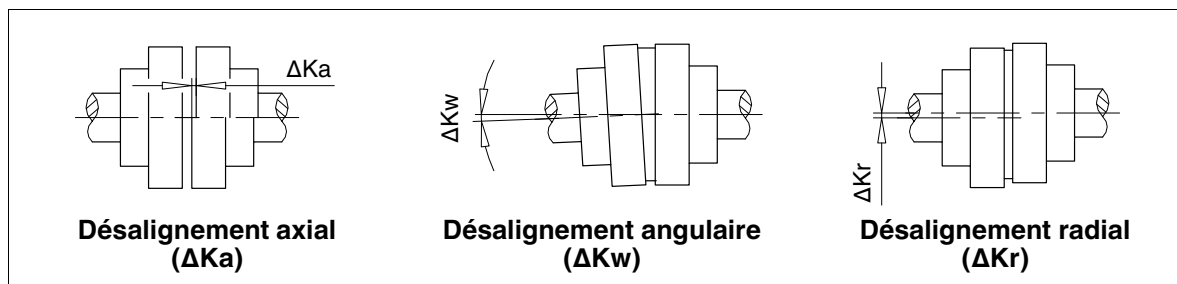 ΔKa
Désalignement axial
(ΔKa)
ΔKw
Désalignement angulaire
(ΔKw)
ΔKr
Désalignement radial
(ΔKr)